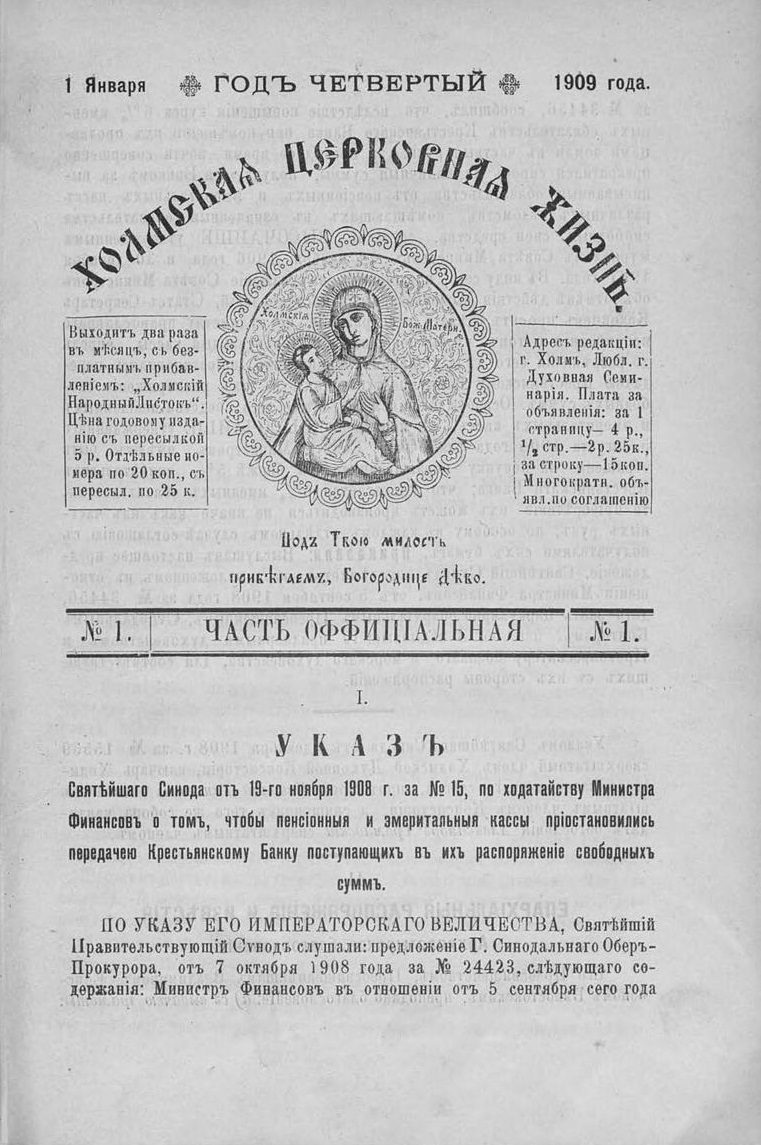 1 Января ГОДЪ ЧЕТВЕРТЫЙ 1909 года.
ХОЛМСКАЯ ЦЕРКОВНАЯ ЖИЗНЬ.
Холмскія Бож. Матери.
Выходитъ два раза
въ мѣсяцъ, съ без-
платнымъ прибав-
леніемъ: „Холмскій
Народный Листокъ“.
Цѣна годовому изда-
нію съ пересылкой
5 р. Отдѣльные но-
мера по 20 коп., съ
пересыл. по 25 к.
Адресъ редакціи:
г. Холмъ, Любл. г.
Духовная Семи-
нарія. Плата за
объявленія: за 1
страницу— 4 р.,
1/2 стр.—2р. 25к.,
за строку—15коп.
Многократн. объ-
явл. по соглашенію
Подъ Твою милость
прибѣгаемъ, Богородице Дѣво.
№ 1. ЧАСТЬ ОФФИЦІАЛЬНАЯ № 1.
I.
УКАЗЪ
Святѣйшаго Синода отъ 19-го ноября 1908 г. за № 15, по ходатайству Министра
Финансовъ о томъ, чтобы пенсіонныя и эмеритальныя кассы пріостановились
передачею Крестьянскому Банку поступающихъ въ ихъ распоряженіе свободныхъ
суммъ.
ПО УКАЗУ ЕГО ИМПЕРАТОРСКАГО ВЕЛИЧЕСТВА, Святѣйшій
Правительствующій Сѵнодъ слушали: предложеніе Г. Синодальнаго Оберъ-
Прокурора, отъ 7 октября 1908 года за № 24423, слѣдующаго со-
держанія: Министръ Финансовъ въ отношеніи отъ 5 сентября сего года